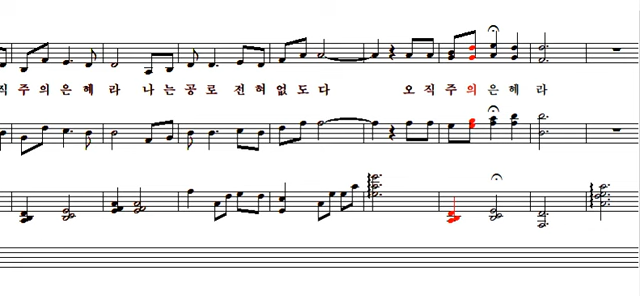 직 주 의 은 혜 라 나 는 공 로 전 혀 없 도 다 오 직 주 의 은 혜 라